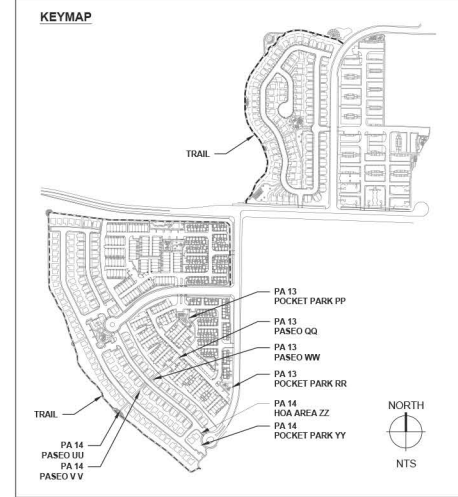 KEYMAP
TRAIL
PA 13
POCKET PARK PP
PA 13
PASEO QQ
PA 13
PASEO WW
PA 13
POCKET PARK RR
PA 14
HOA AREA ZZ
PA 14
POCKET PARK YY
TRAIL
PA 14
PASEO UU
PA 14
PASEO V V
NORTH
NTS